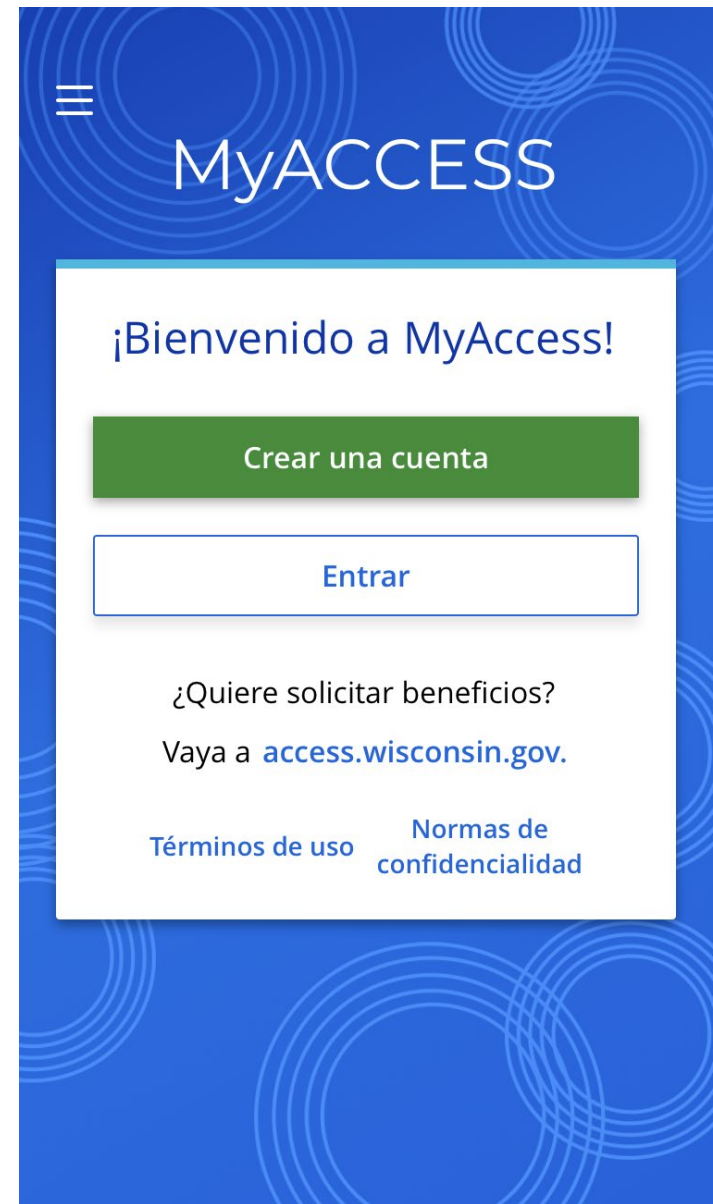 MyACCESS
¡Bienvenido a MyAccess!
Crear una cuenta
Entrar
¿Quiere solicitar beneficios?
Vaya a access.wisconsin.gov.
Términos de uso
Normas de
confidencialidad